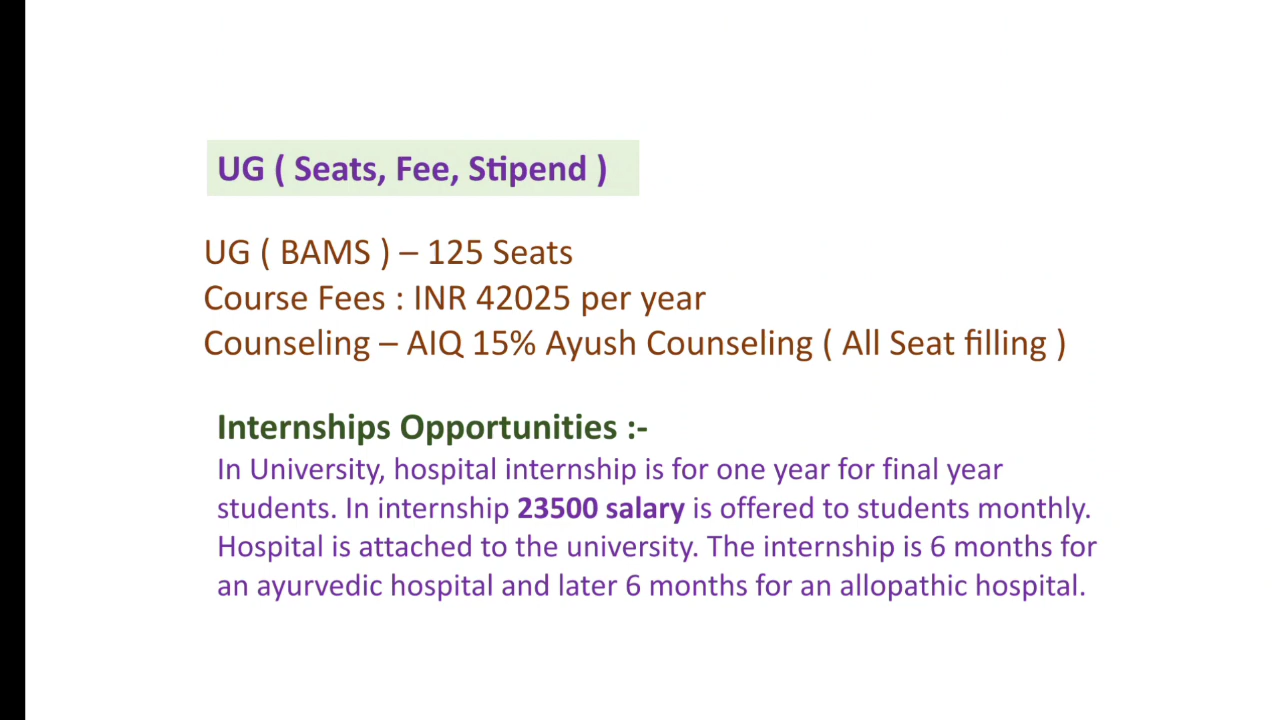 UG ( Seats, Fee, Stipend )
UG ( BAMS ) – 125 Seats
Course Fees : INR 42025 per year
Counseling – AIQ 15% Ayush Counseling ( All Seat filling )
Internships Opportunities :-
In University, hospital internship is for one year for final year
students. In internship 23500 salary is offered to students monthly.
Hospital is attached to the university. The internship is 6 months for
an ayurvedic hospital and later 6 months for an allopathic hospital.